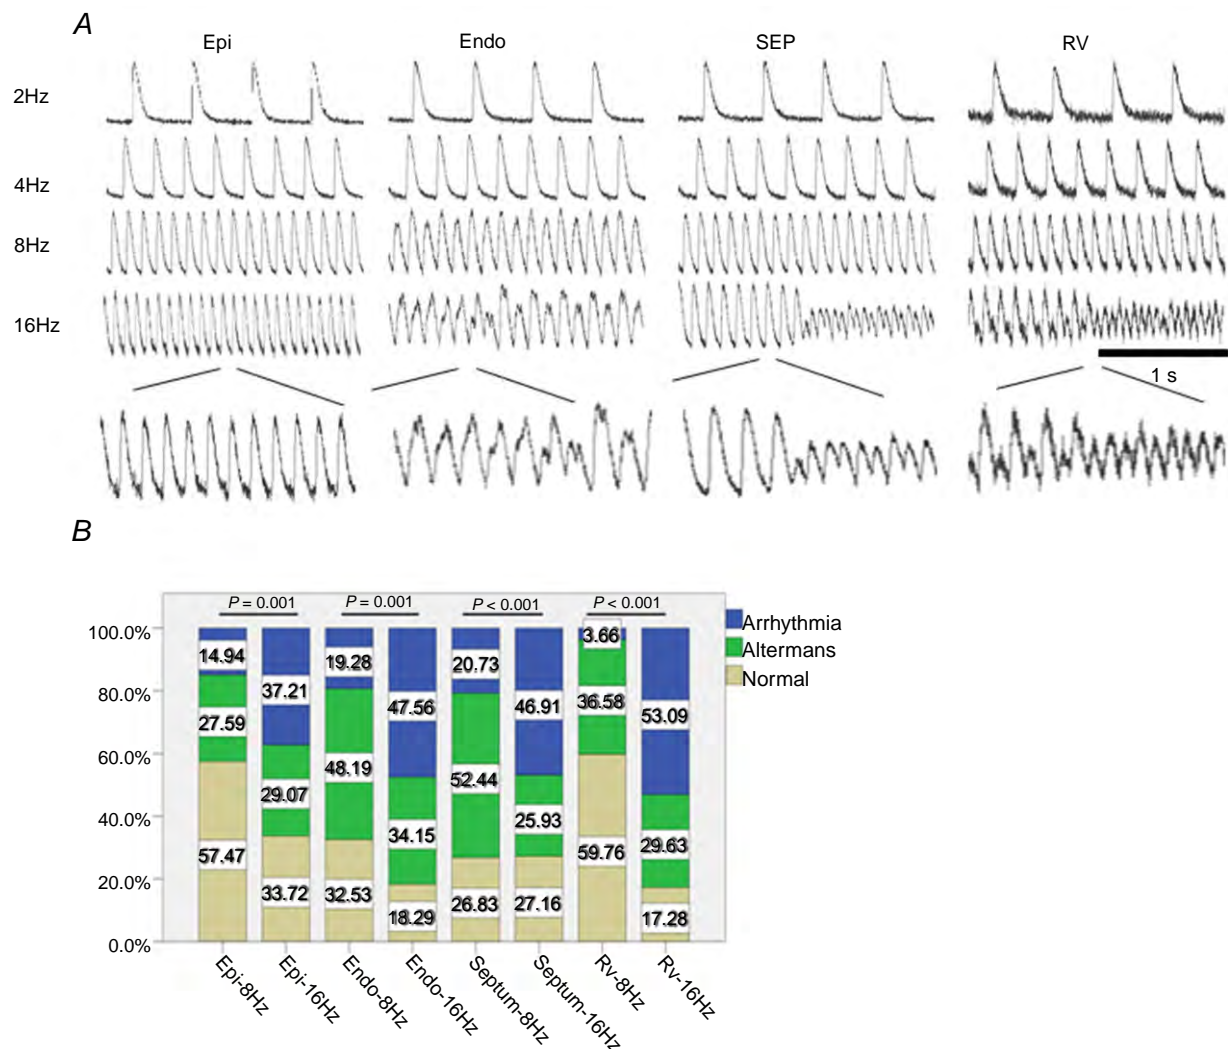 A
Epi Endo SEP RV
2Hz
4Hz
8Hz
16Hz
1 s
B
P = 0.001 P = 0.001 P < 0.001 P < 0.001
100.0%
80.0%
60.0%
40.0%
20.0%
0.0%
14.94
27.59
57.47
37.21
29.07
33.72
19.28
48.19
32.53
47.56
34.15
18.29
20.73
52.44
26.83
46.91
25.93
27.16
3.66
36.58
59.76
53.09
29.63
17.28
Arrhythmia
Altermans
Normal
Epi-8Hz
Epi-16Hz
Endo-8Hz
Endo-16Hz
Septum-8Hz
Septum-16Hz
Rv-8Hz
Rv-16Hz